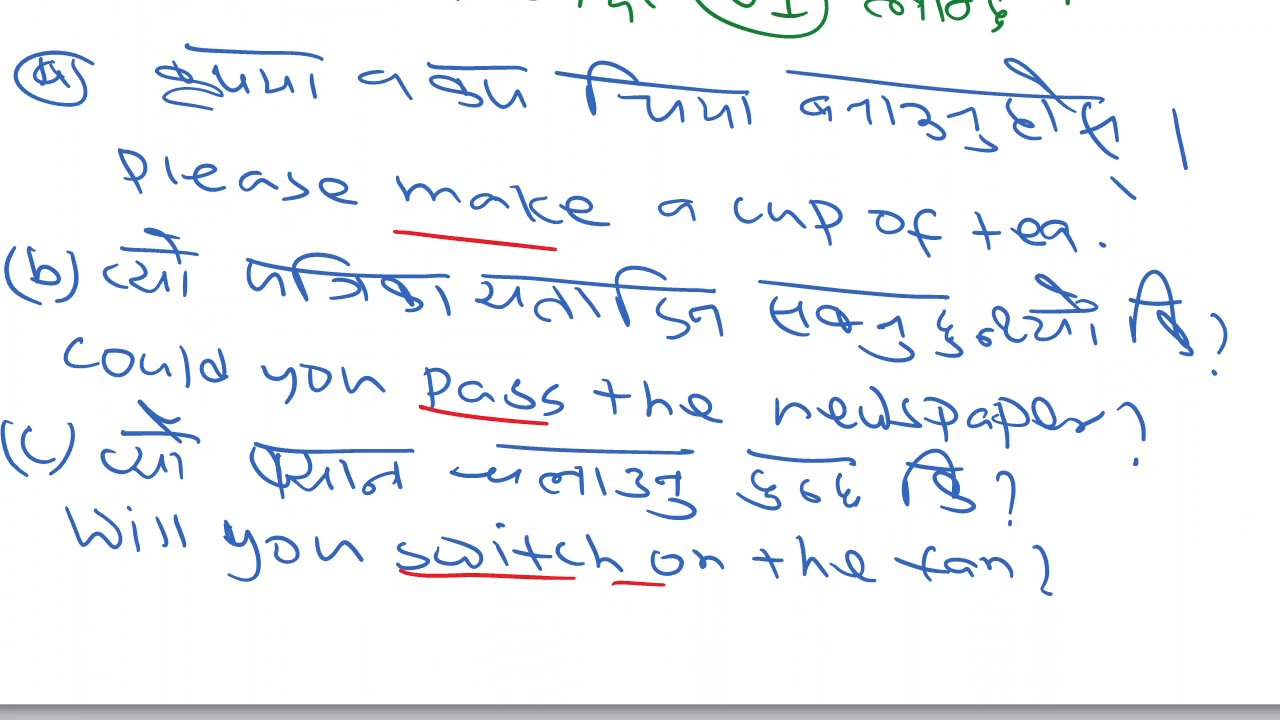 (a) कृपया १ कप चिया बनाउनुहोस् ।
Please make a cup of tea.
(b) त्यो पत्रिका यता दिन सक्नुहुन्थ्यो कि?
Could you pass the newspaper?
(c) त्यो फ्यान चलाउनु हुन्छ कि?
Will you switch on the fan?